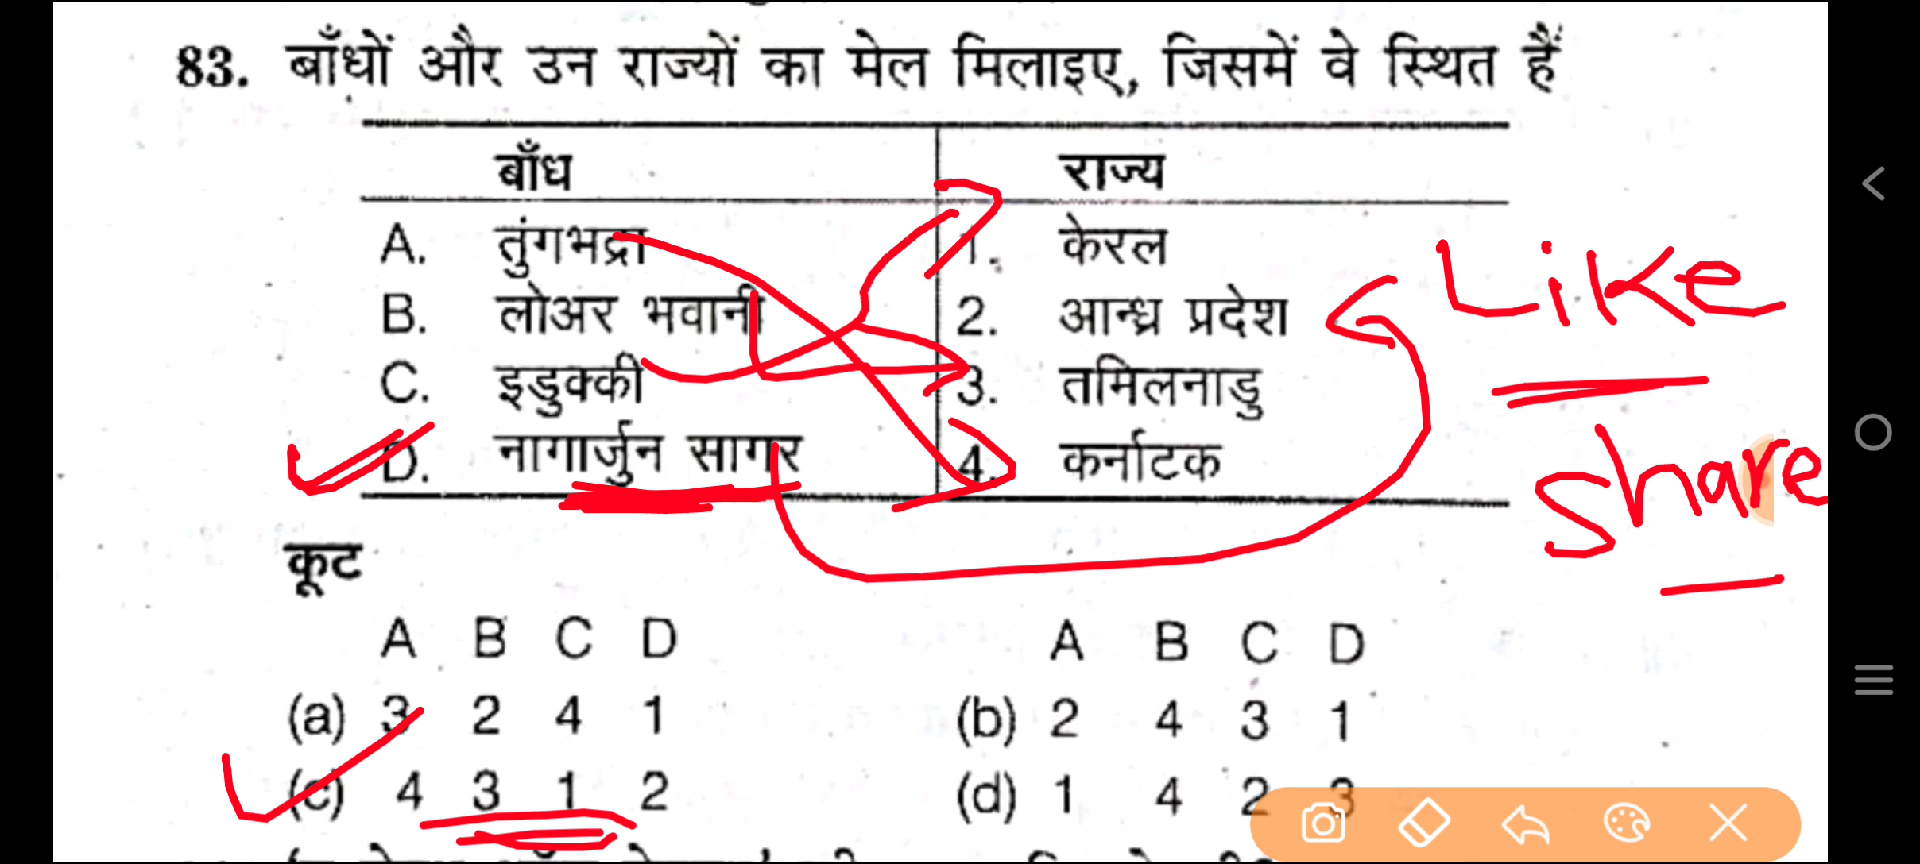 83. बाँधों और उन राज्यों का मेल मिलाइए, जिसमें वे स्थित हैं
बाँध राज्य
A. तुंगभद्रा 1. केरल
B. लोअर भवानी 2. आन्ध्र प्रदेश
C. इडुक्की 3. तमिलनाडु
D. नागार्जुन सागर 4. कर्नाटक
Like
Share
कूट
A B C D A B C D
(a) 3 2 4 1 (b) 2 4 3 1
(c) 4 3 1 2 (d) 1 4 2 3